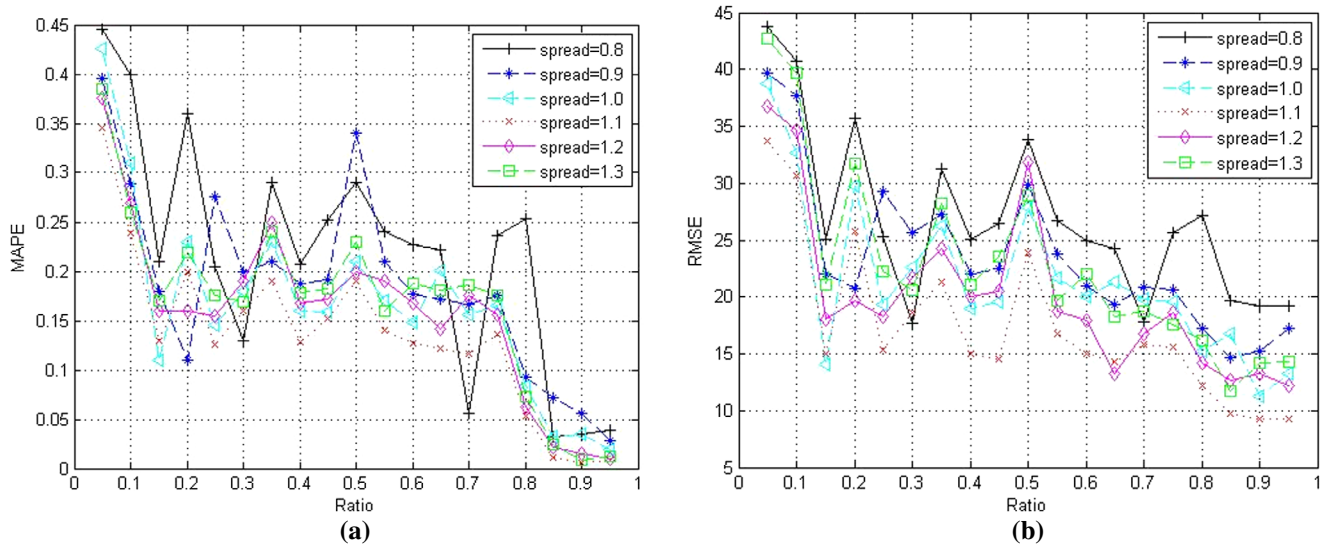 0.45
0.4
0.35
0.3
0.25
0.2
0.15
0.1
0.05
0
MAPE
0 0.1 0.2 0.3 0.4 0.5 0.6 0.7 0.8 0.9 1
Ratio
spread=0.8
spread=0.9
spread=1.0
spread=1.1
spread=1.2
spread=1.3
(a)
45
40
35
30
25
20
15
10
5
RMSE
0 0.1 0.2 0.3 0.4 0.5 0.6 0.7 0.8 0.9 1
Ratio
spread=0.8
spread=0.9
spread=1.0
spread=1.1
spread=1.2
spread=1.3
(b)